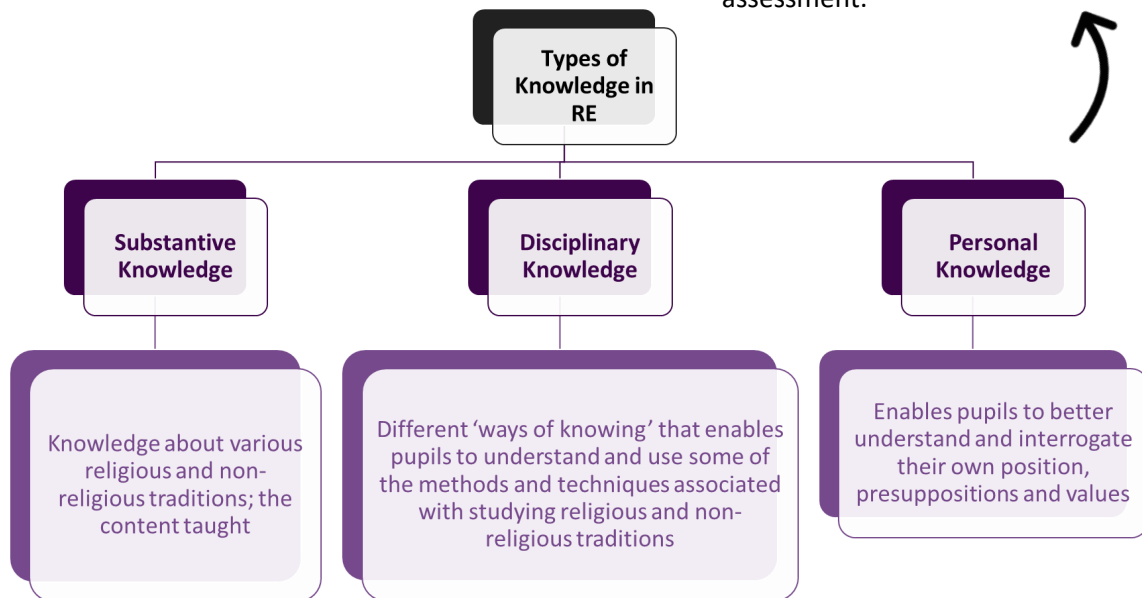 assessment.
Types of
Knowledge in
RE
Substantive
Knowledge
Disciplinary
Knowledge
Personal
Knowledge
Knowledge about various
religious and non-
religious traditions; the
content taught
Different ‘ways of knowing’ that enables
pupils to understand and use some of
the methods and techniques associated
with studying religious and non-
religious traditions
Enables pupils to better
understand and interrogate
their own position,
presuppositions and values